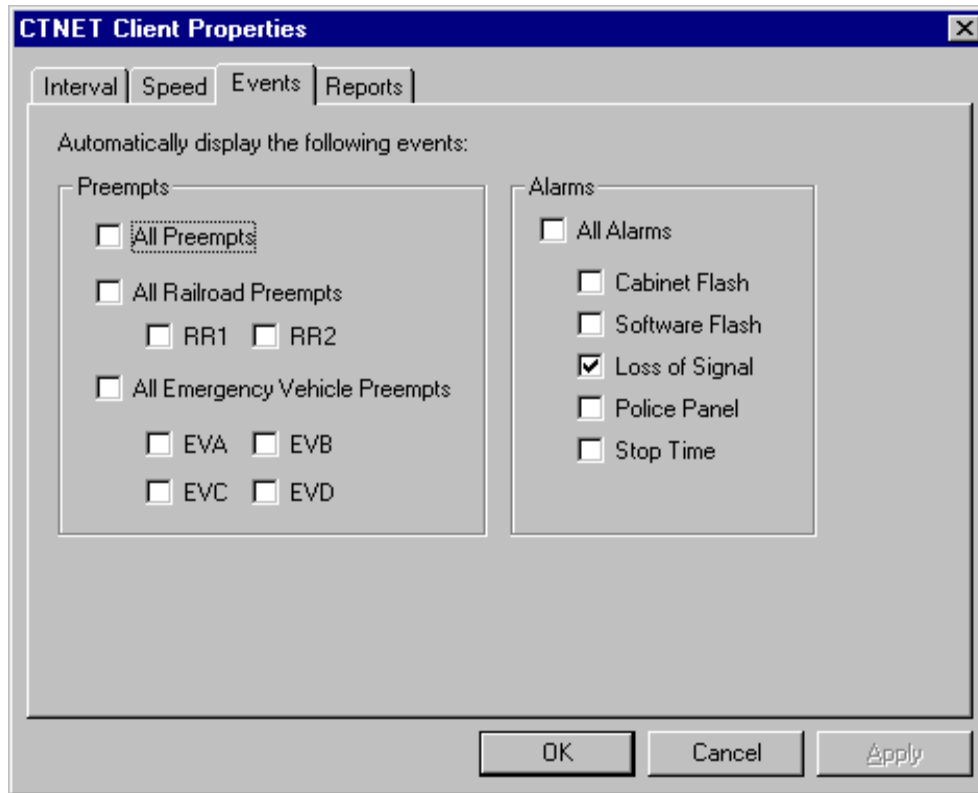 CTNET Client Properties
Interval Speed Events Reports
Automatically display the following events:
Preempts
All Preempts
All Railroad Preempts
RR1 RR2
All Emergency Vehicle Preempts
EVA EVB
EVC EVD
Alarms
All Alarms
Cabinet Flash
Software Flash
Loss of Signal
Police Panel
Stop Time
OK Cancel Apply